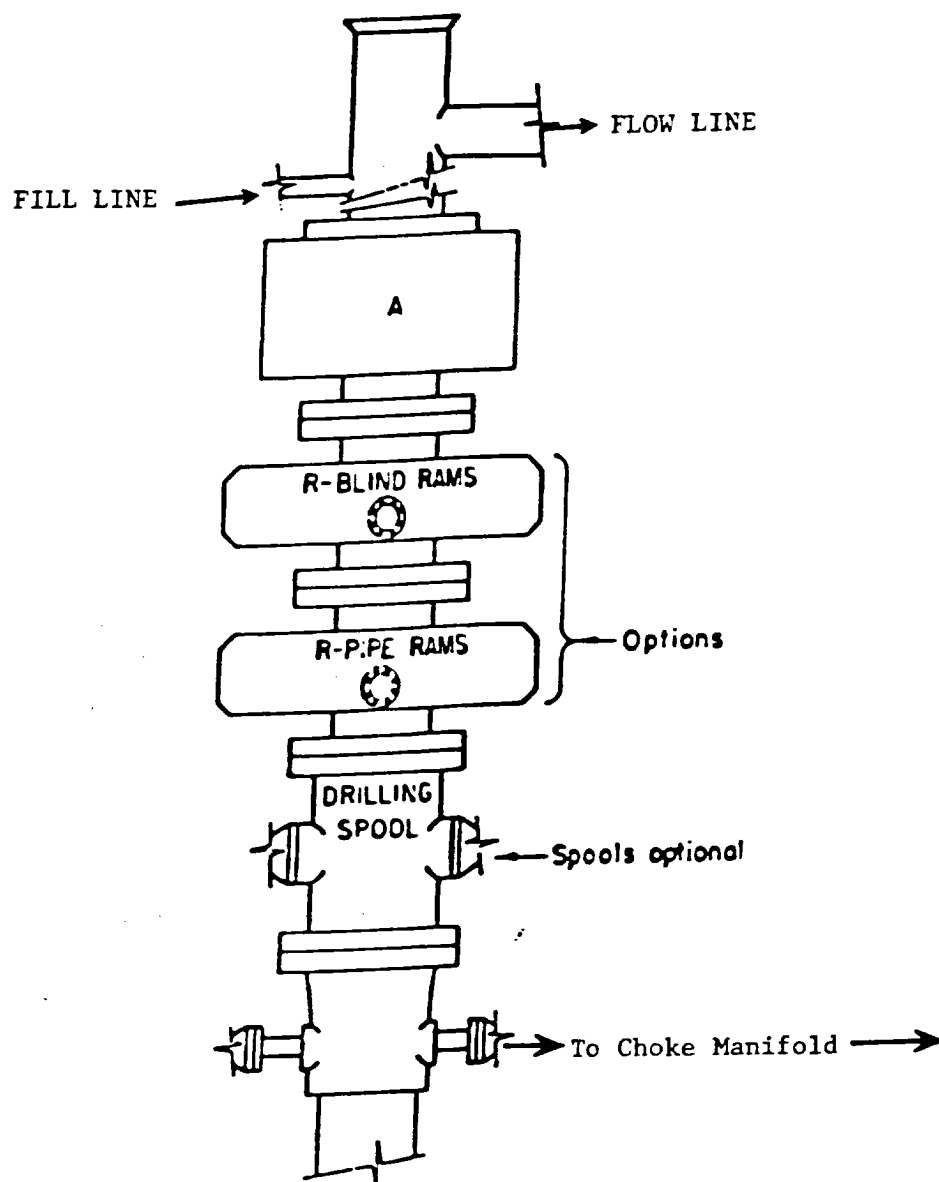 FLOW LINE
FILL LINE
A
R-BLIND RAMS
R-PIPE RAMS
Options
DRILLING
SPOOL
Spools optional
To Choke Manifold